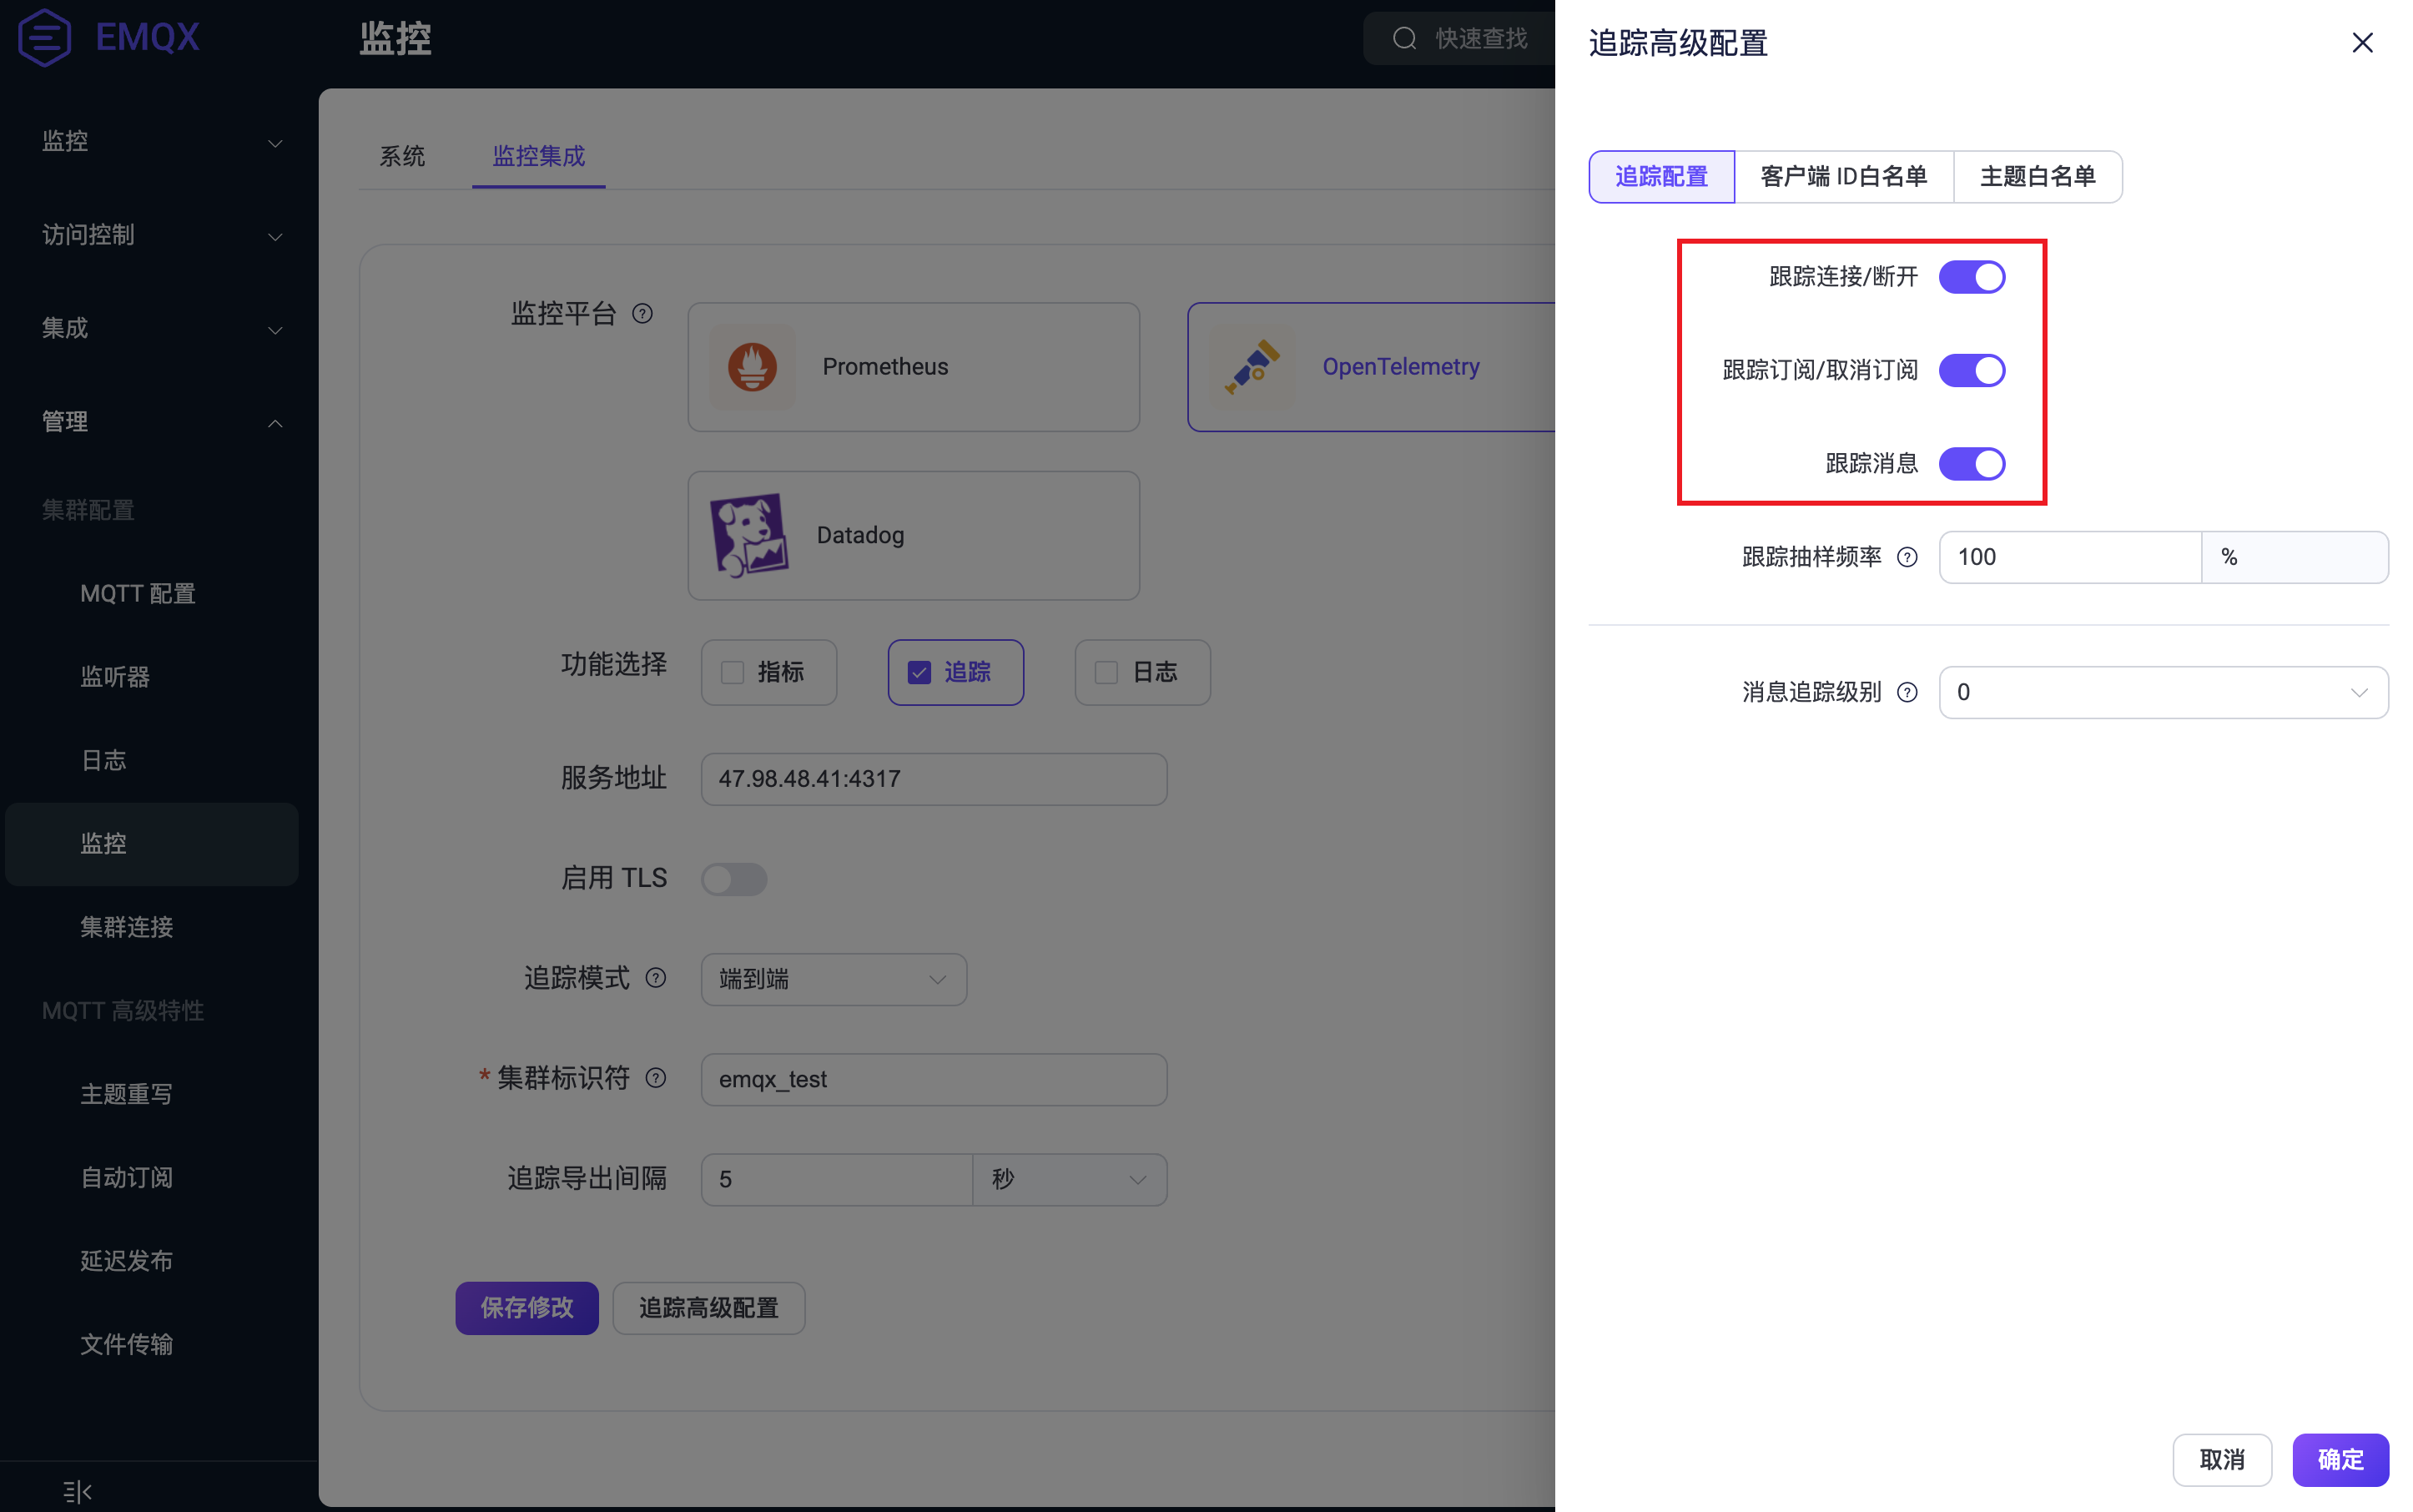 EMQX
监控
快速查找
监控
访问控制
集成
管理
集群配置
MQTT 配置
监听器
日志
监控
集群连接
MQTT 高级特性
主题重写
自动订阅
延迟发布
文件传输
系统
监控集成
监控平台
Prometheus
OpenTelemetry
Datadog
功能选择
指标
追踪
日志
服务地址
47.98.48.41:4317
启用 TLS
追踪模式
端到端
* 集群标识符
emqx_test
追踪导出间隔
5
秒
保存修改
追踪高级配置
追踪高级配置
追踪配置
客户端 ID白名单
主题白名单
跟踪连接/断开
跟踪订阅/取消订阅
跟踪消息
跟踪抽样频率
100
%
消息追踪级别
0
取消
确定